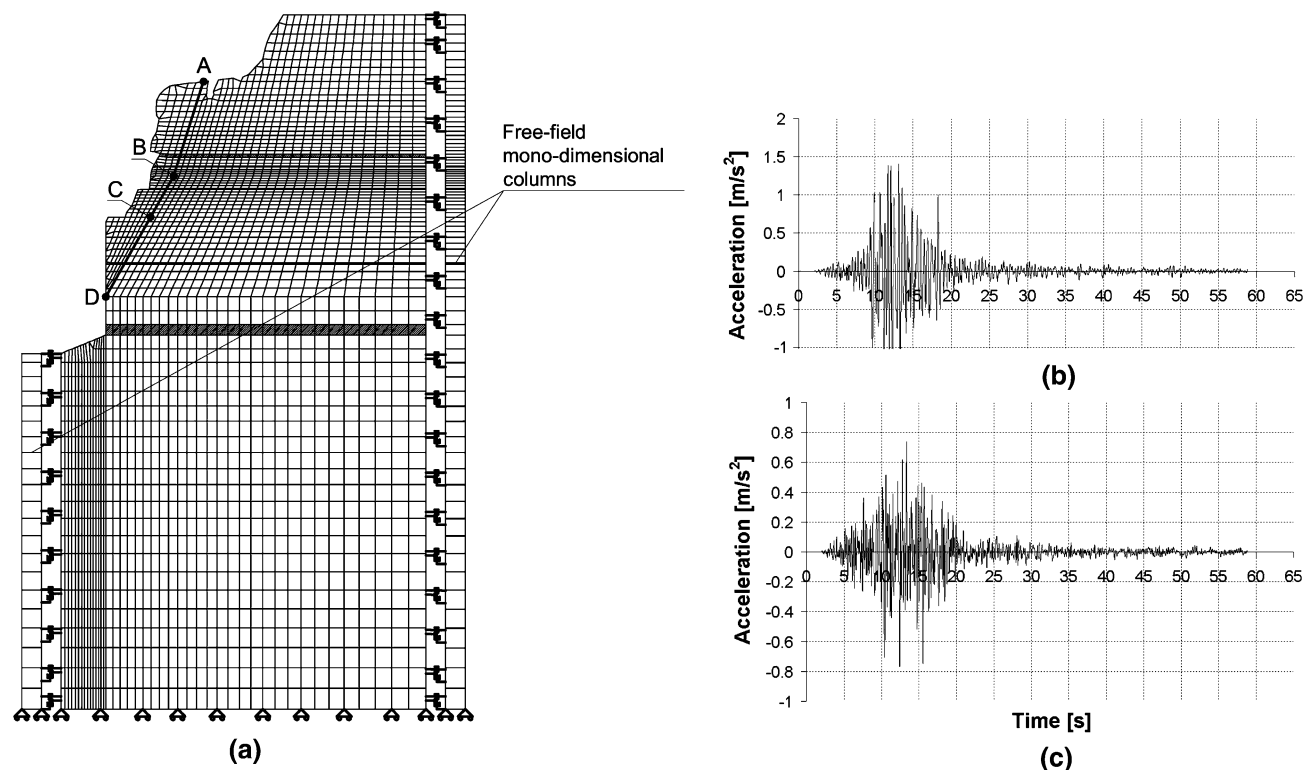 A
B
C
D
Free-field
mono-dimensional
columns
(a)
Acceleration [m/s²]
2
1.5
1
0.5
0
-0.5
-1
0 5 10 15 20 25 30 35 40 45 50 55 60 65
(b)
Acceleration [m/s²]
1
0.8
0.6
0.4
0.2
0
-0.2
-0.4
-0.6
-0.8
-1
0 5 10 15 20 25 30 35 40 45 50 55 60 65
Time [s]
(c)